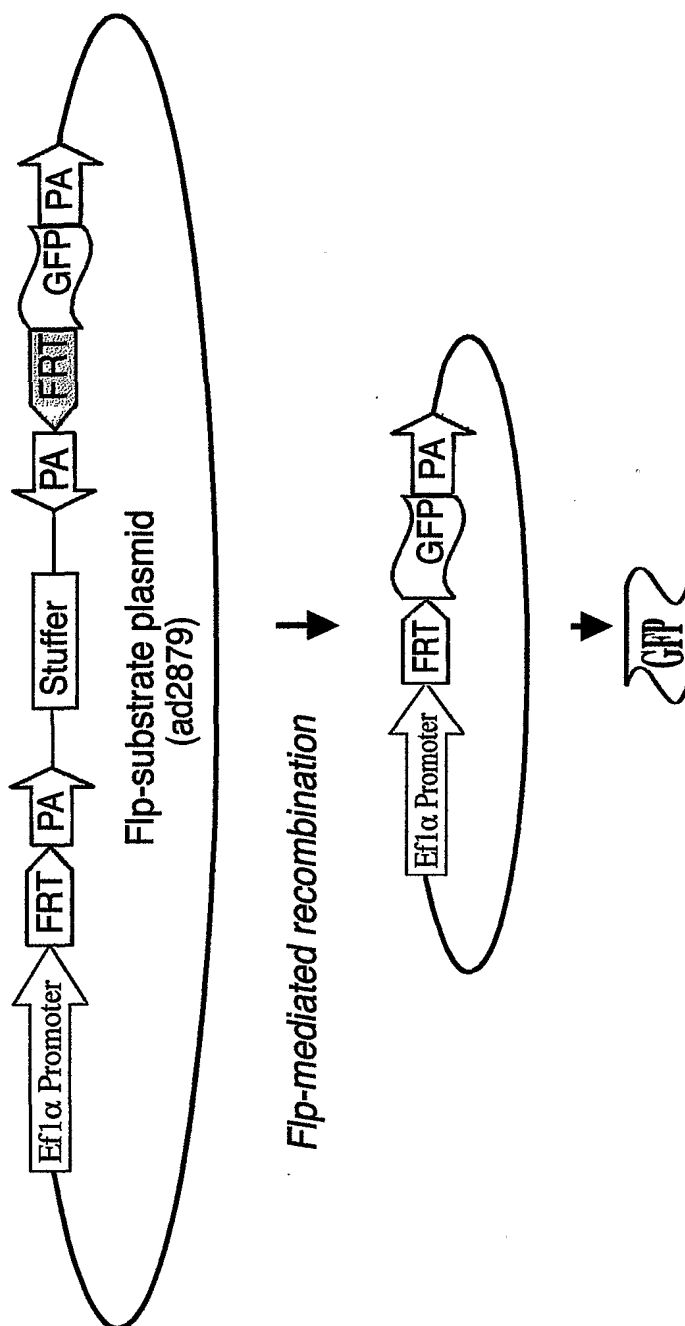 Ef1α Promoter
FRT
PA
Stuffer
PA
FRT
GFP
PA
Flp-substrate plasmid
(ad2879)
Flp-mediated recombination
Ef1α Promoter
FRT
GFP
PA
GFP